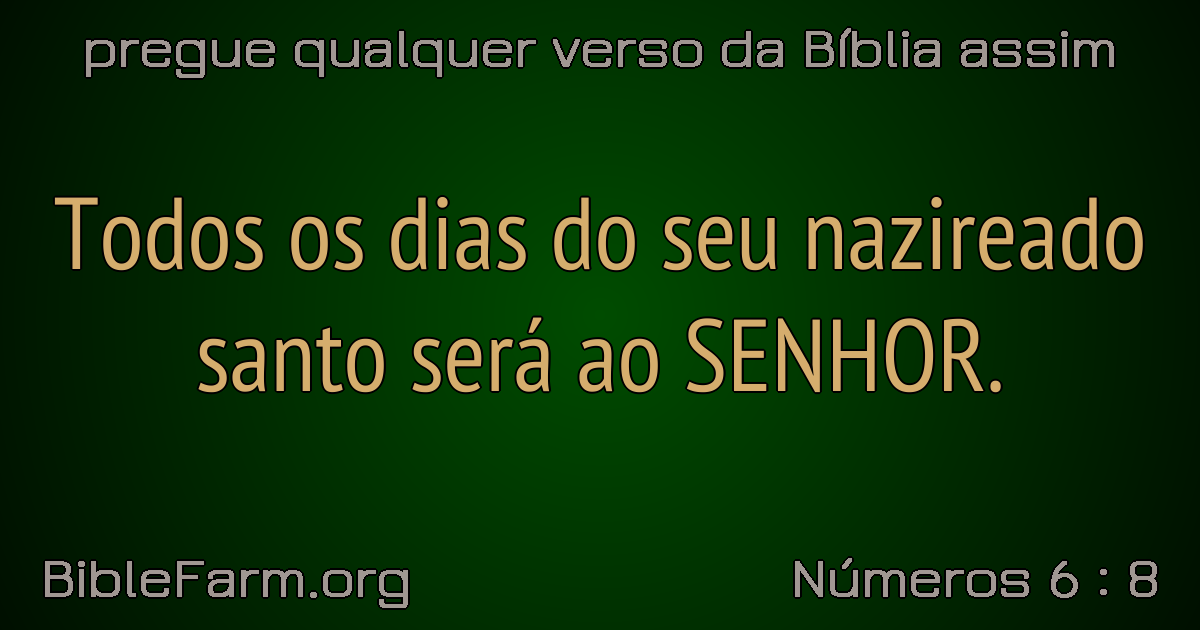 pregue qualquer verso da Bíblia assim
Todos os dias do seu nazireado
santo será ao SENHOR.
BibleFarm.org
Números 6 : 8